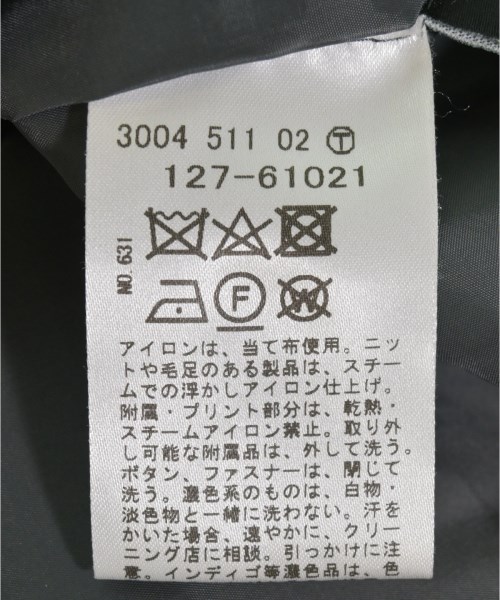 3004 511 02 Ⓣ
127-61021
NO.631
F W
アイロンは、当て布使用。ニッ
トや毛足のある製品は、スチー
ムでの浮かしアイロン仕上げ。
附属・プリント部分は、乾熱・
スチームアイロン禁止。取り外
し可能な附属品は、外して洗う。
ボタン、ファスナーは、閉じて
洗う。濃色系のものは、白物・
淡色物と一緒に洗わない。汗を
かいた場合、速やかに、クリー
ニング店に相談。引っかけに注
意。インディゴ等濃色品は、色